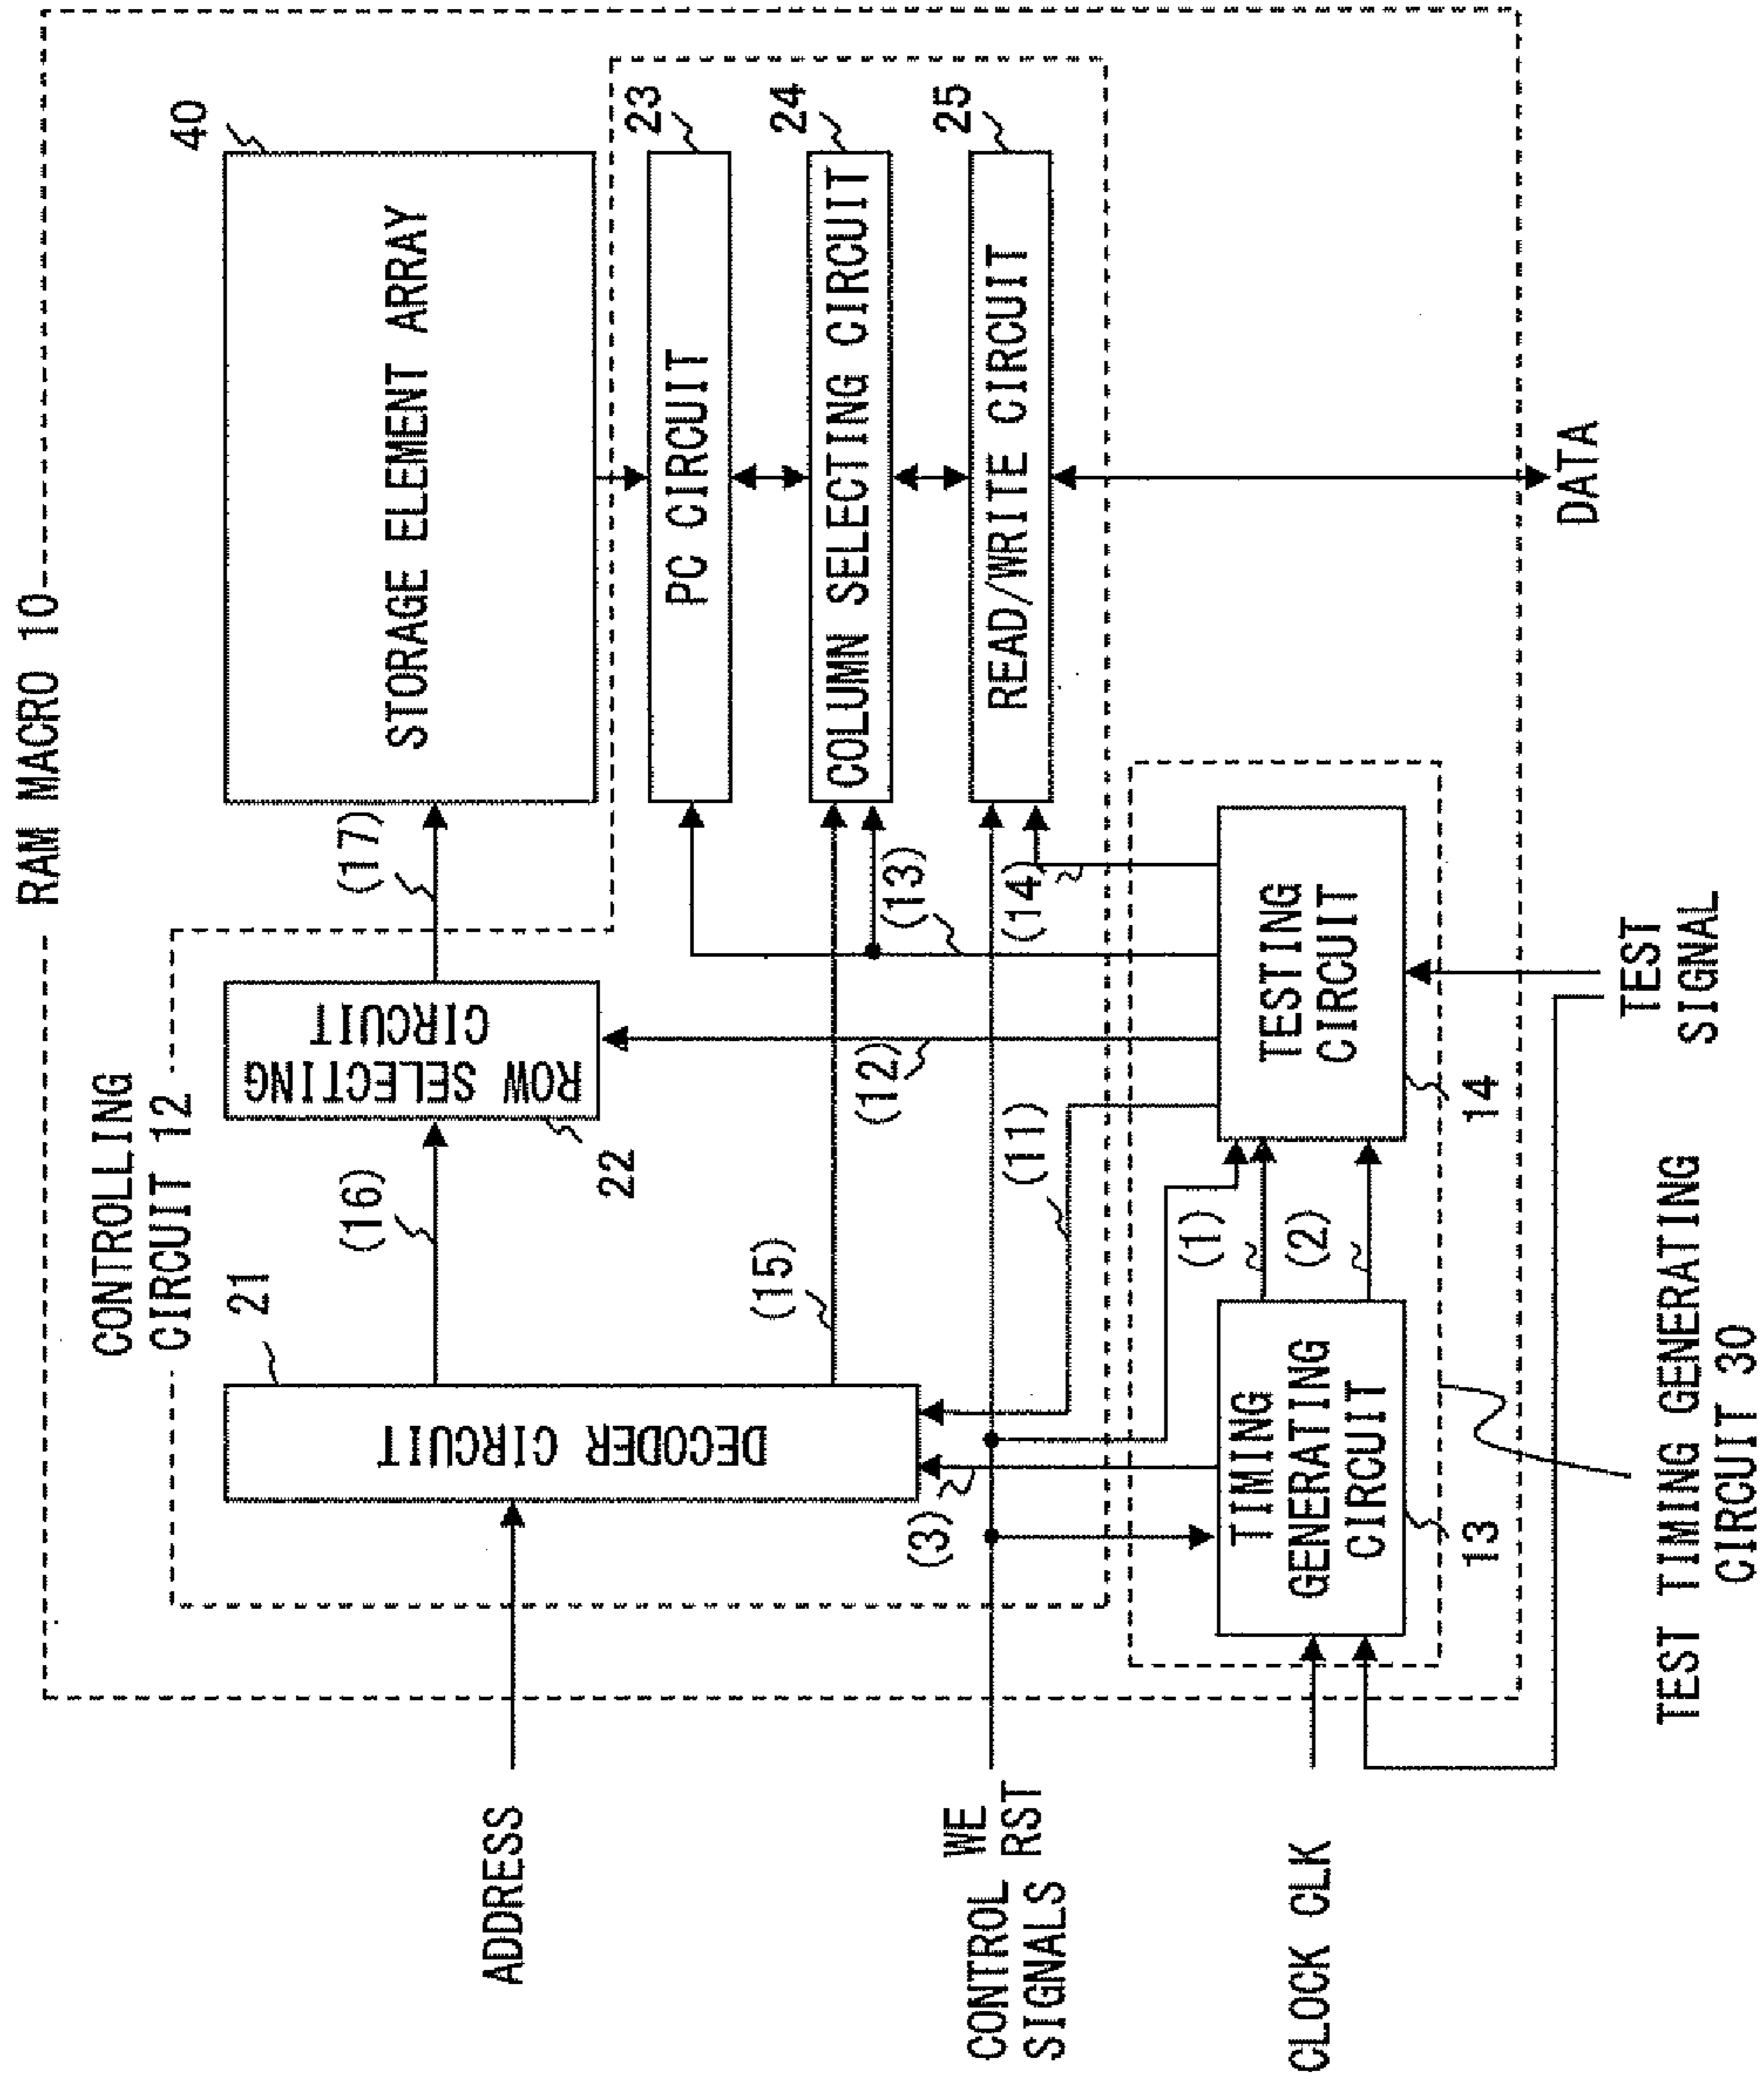 RAM MACRO 10
CONTROLLING
CIRCUIT 12
40
STORAGE ELEMENT ARRAY
(17)
ROW SELECTING
CIRCUIT
22
(16)
21
DECODER CIRCUIT
ADDRESS
23
PC CIRCUIT
24
COLUMN SELECTING CIRCUIT
25
READ/WRITE CIRCUIT
(15)
(13)
(14)
(12)
(11)
(3)
CONTROL WE
SIGNALS RST
(1)
(2)
TIMING
GENERATING
CIRCUIT
13
TESTING
CIRCUIT
14
CLOCK CLK
DATA
TEST
SIGNAL
TEST TIMING GENERATING
CIRCUIT 30